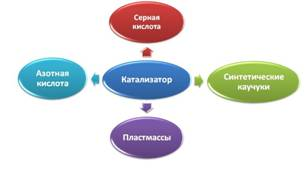 Серная
кислота
Азотная
кислота
Катализатор
Синтетические
каучуки
Пластмассы